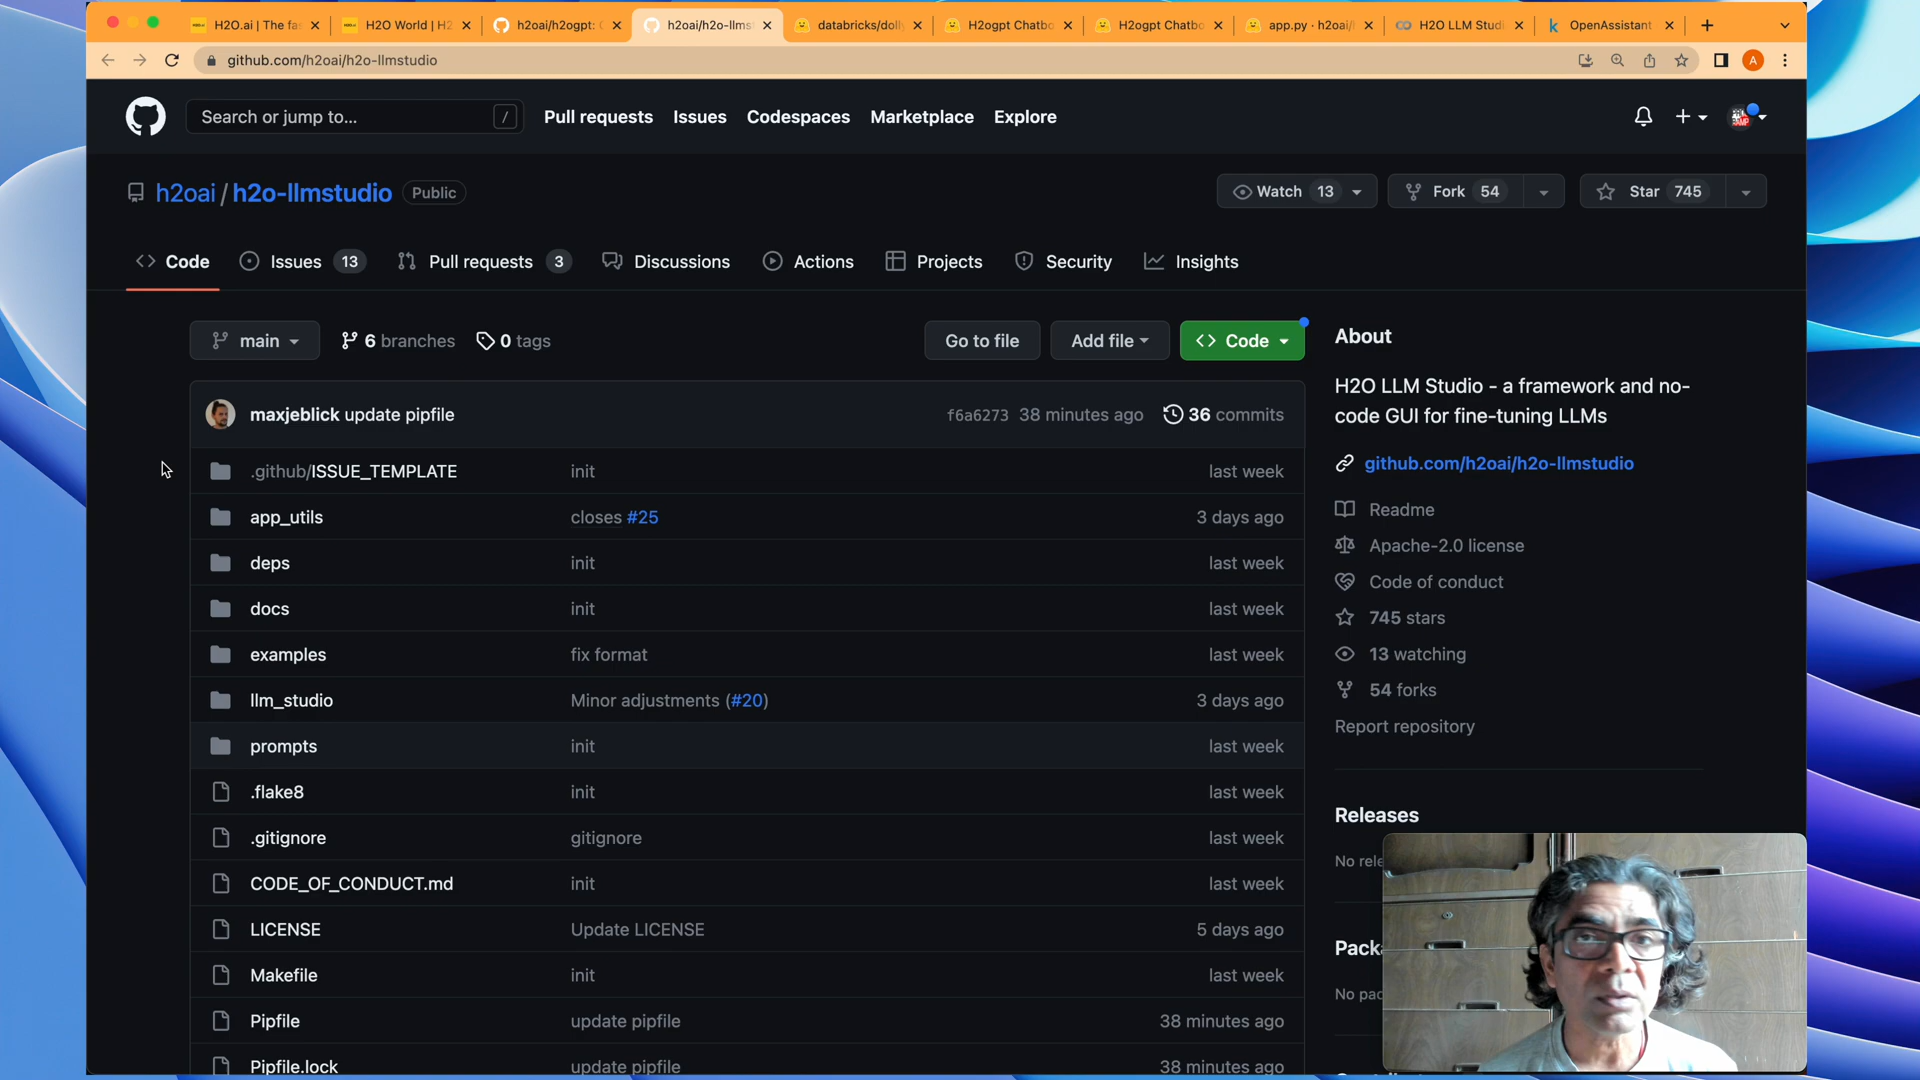 H2O.ai | The fas
H2O World | H2
h2oai/h2ogpt: C
h2oai/h2o-llmst
databricks/dolly
H2ogpt Chatbo
H2ogpt Chatbo
app.py · h2oai/
H2O LLM Studi
OpenAssistant
github.com/h2oai/h2o-llmstudio
A
Search or jump to... /
Pull requests
Issues
Codespaces
Marketplace
Explore
h2oai / h2o-llmstudio Public
Watch 13
Fork 54
Star 745
Code
Issues 13
Pull requests 3
Discussions
Actions
Projects
Security
Insights
main
6 branches
0 tags
Go to file
Add file
Code
maxjeblick update pipfile f6a6273 38 minutes ago 36 commits
.github/ISSUE_TEMPLATE init last week
app_utils closes #25 3 days ago
deps init last week
docs init last week
examples fix format last week
llm_studio Minor adjustments (#20) 3 days ago
prompts init last week
.flake8 init last week
.gitignore gitignore last week
CODE_OF_CONDUCT.md init last week
LICENSE Update LICENSE 5 days ago
Makefile init last week
Pipfile update pipfile 38 minutes ago
Pipfile.lock update pipfile 38 minutes ago
About
H2O LLM Studio - a framework and no-
code GUI for fine-tuning LLMs
github.com/h2oai/h2o-llmstudio
Readme
Apache-2.0 license
Code of conduct
745 stars
13 watching
54 forks
Report repository
Releases
No rele
Packa
No pac